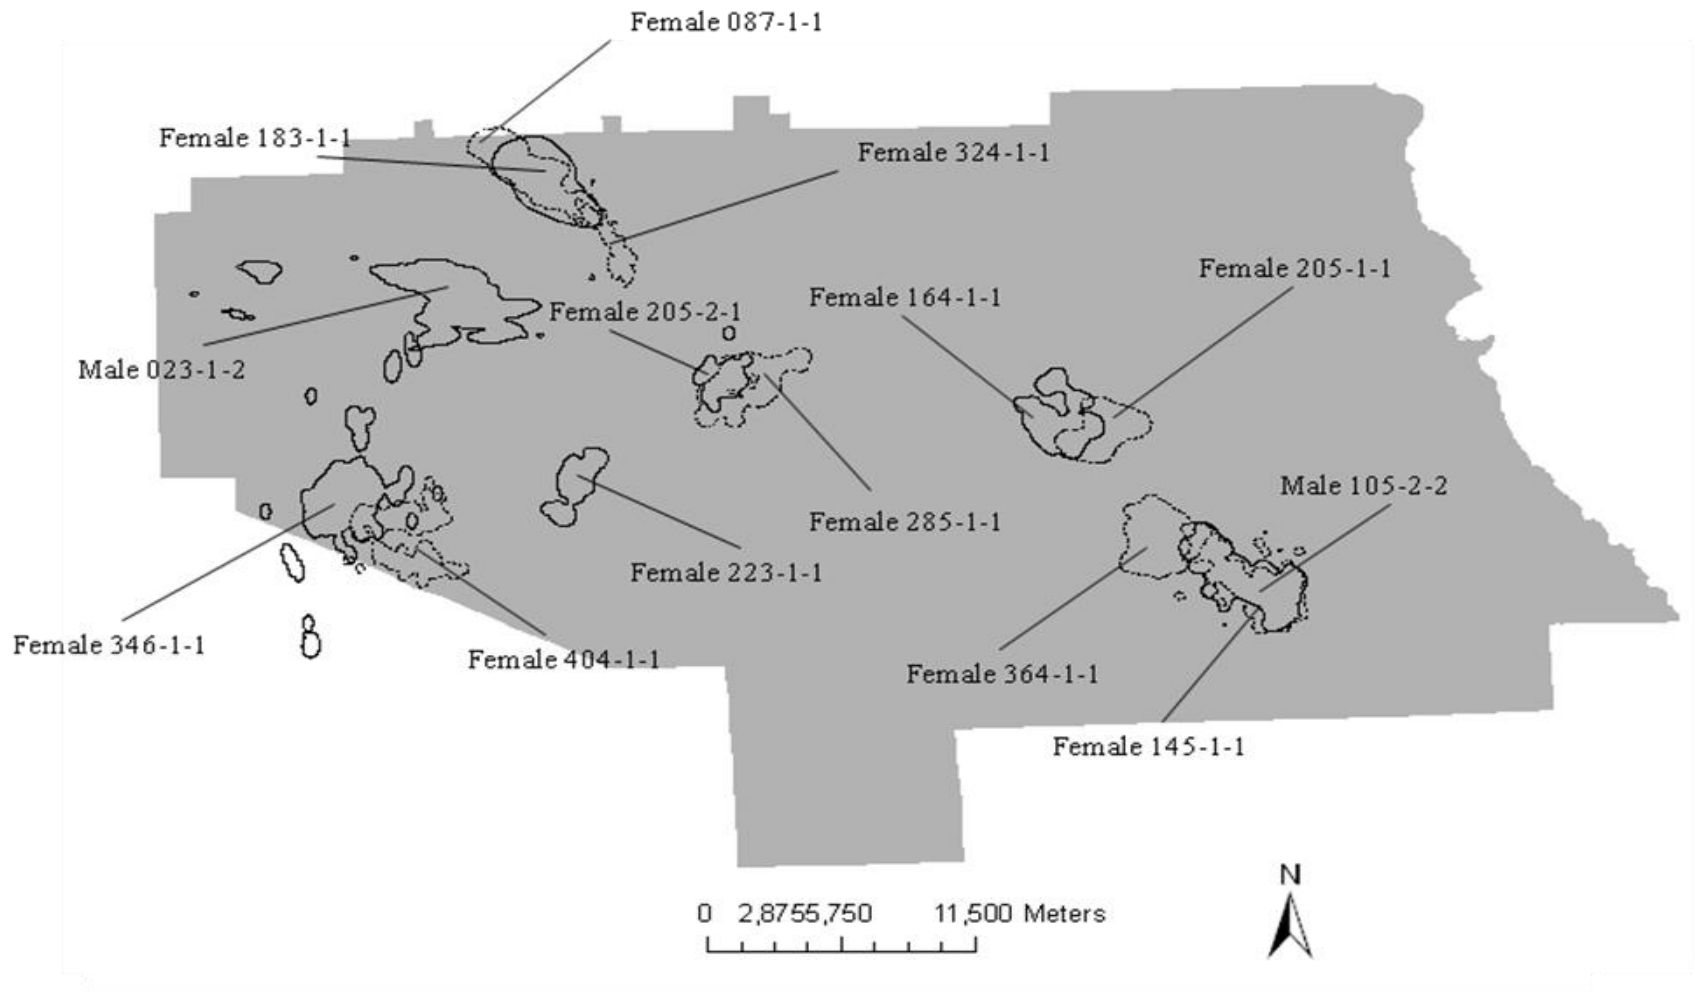 Female 087-1-1
Female 183-1-1
Female 324-1-1
Female 205-1-1
Female 164-1-1
Female 205-2-1
Male 023-1-2
Male 105-2-2
Female 285-1-1
Female 223-1-1
Female 346-1-1
Female 404-1-1
Female 364-1-1
Female 145-1-1
N
0 2,8755,750 11,500 Meters